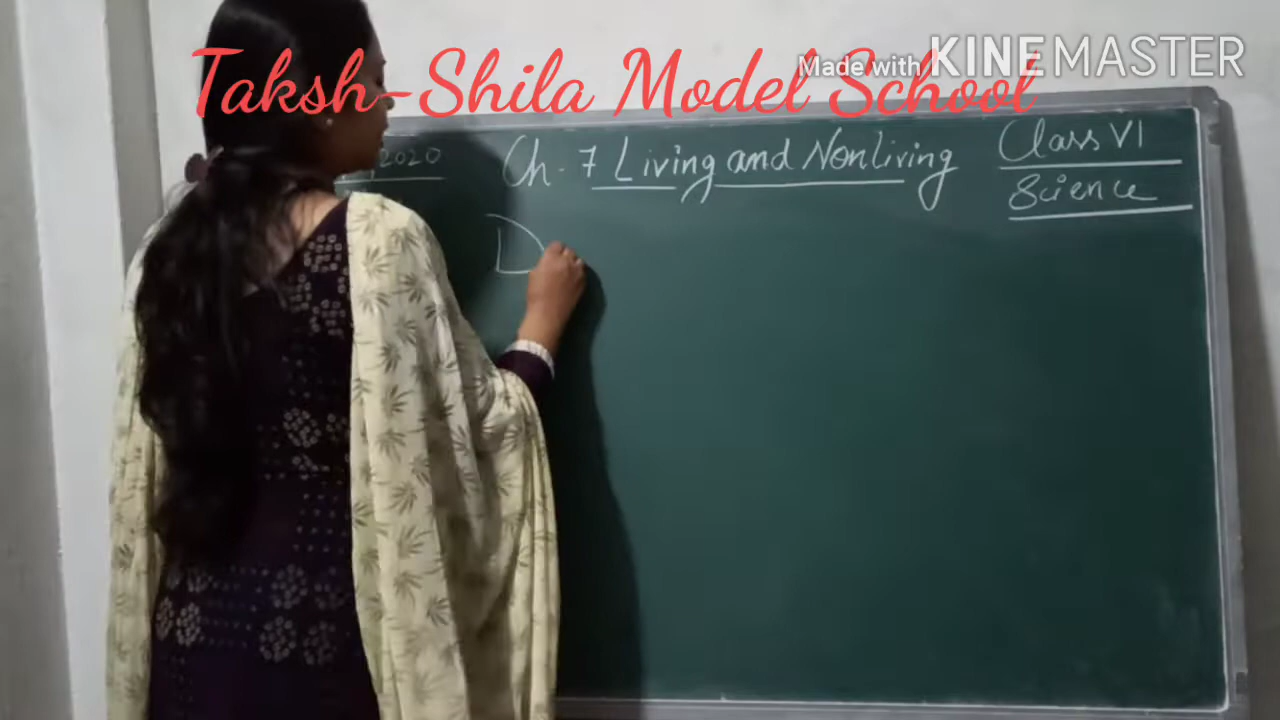 Taksh-Shila Model School
Made with KINEMASTER
2020
Ch-7 Living and Nonliving
Class VI
Science
D